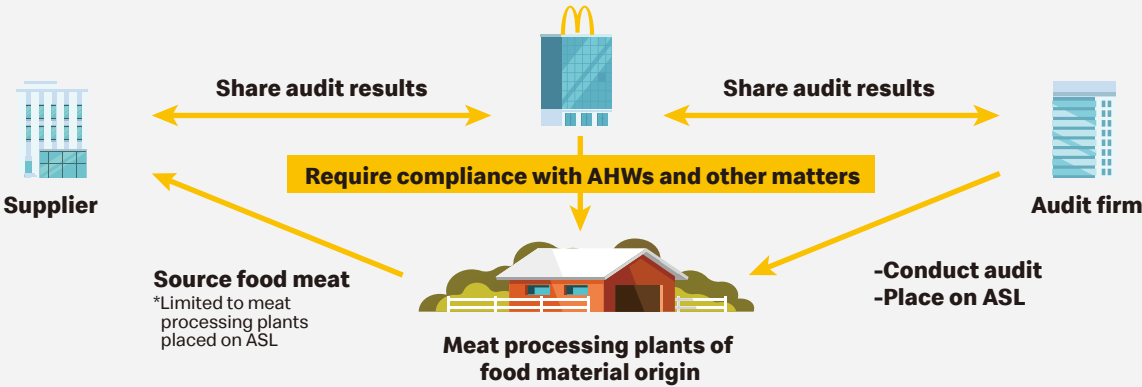 Share audit results
Share audit results
Require compliance with AHWs and other matters
Supplier
Audit firm
Source food meat
*Limited to meat
processing plants
placed on ASL
-Conduct audit
-Place on ASL
Meat processing plants of
food material origin